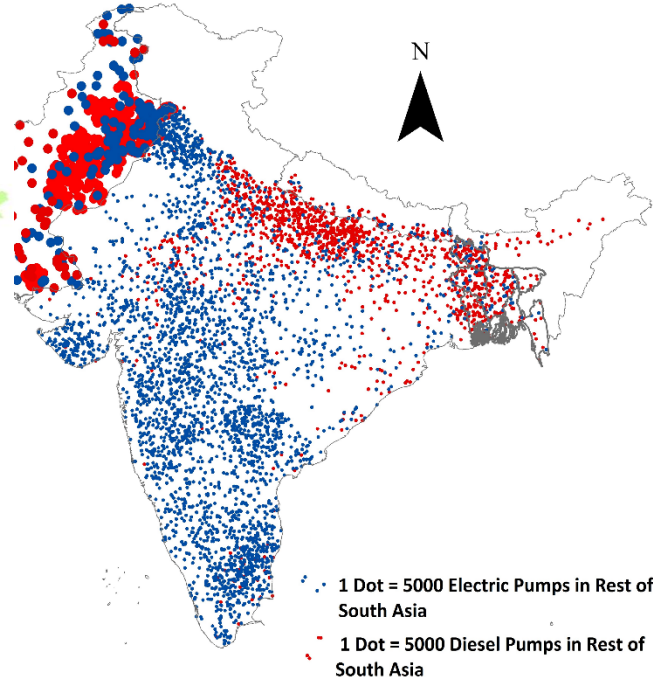 N
1 Dot = 5000 Electric Pumps in Rest of
South Asia
1 Dot = 5000 Diesel Pumps in Rest of
South Asia